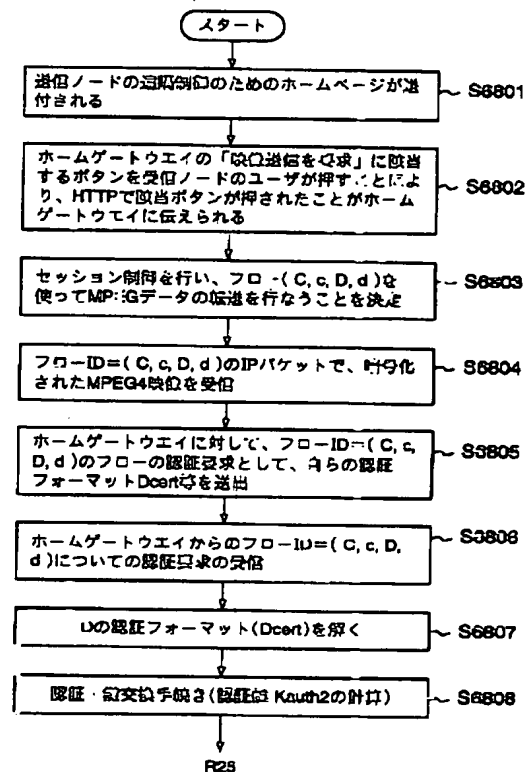 スタート
送信ノードの遠隔制御のためのホームページが送
付される
S6801
ホームゲートウエイの「映像送信を要求」に該当
するボタンを受信ノードのユーザが押すことによ
り、HTTPで該当ボタンが押されたことがホーム
ゲートウエイに伝えられる
S6802
セッション制御を行い、フロー( C, c, D, d )を
使ってMPEGデータの転送を行なうことを決定
S6803
フローID=( C, c, D, d )のIPパケットで、暗号化
されたMPEG4映像を受信
S6804
ホームゲートウエイに対して、フローID=( C, c,
D, d )のフローの認証要求として、自らの認証
フォーマットDcert等を送出
S6805
ホームゲートウエイからのフローID=( C, c, D,
d )についての認証要求の受信
S6806
Dの認証フォーマット(Dcert)を解く
S6807
認証・鍵交換手続き(認証鍵 Kauth2の計算)
S6808
R25